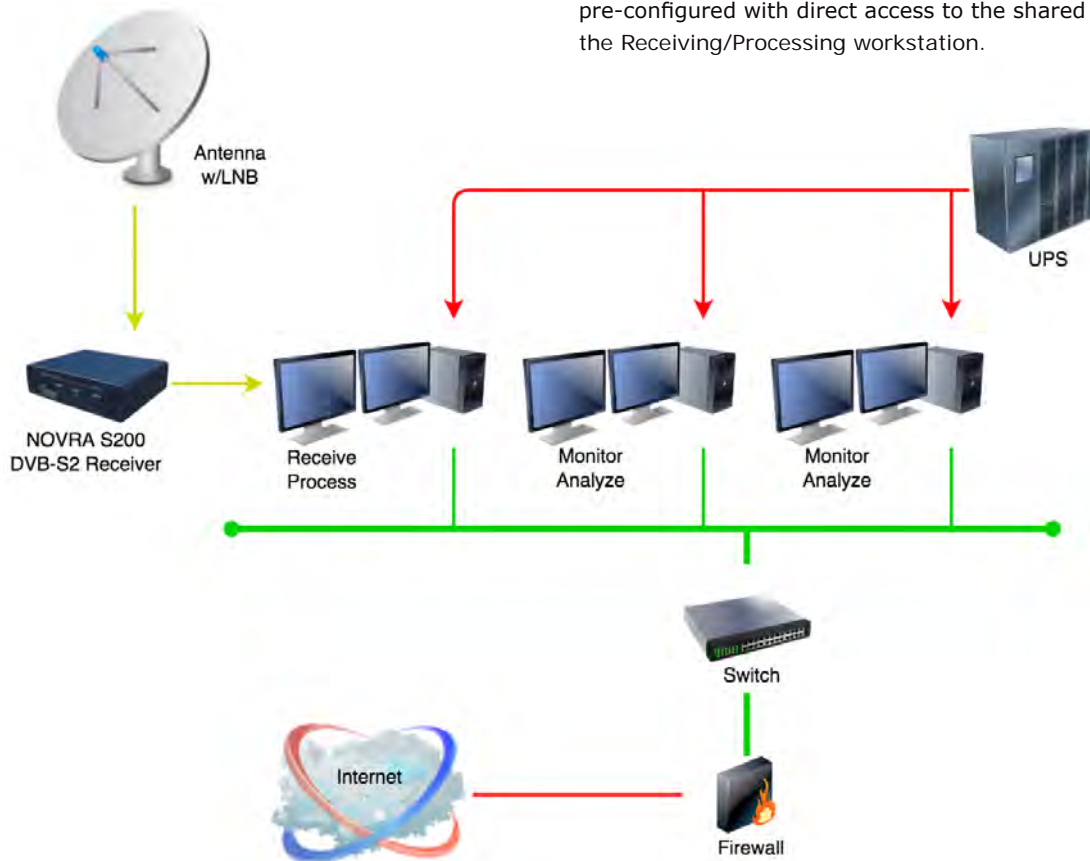 pre-configured with direct access to the shared
the Receiving/Processing workstation.
Antenna
w/LNB
UPS
NOVRA S200
DVB-S2 Receiver
Receive
Process
Monitor
Analyze
Monitor
Analyze
Switch
Internet
Firewall